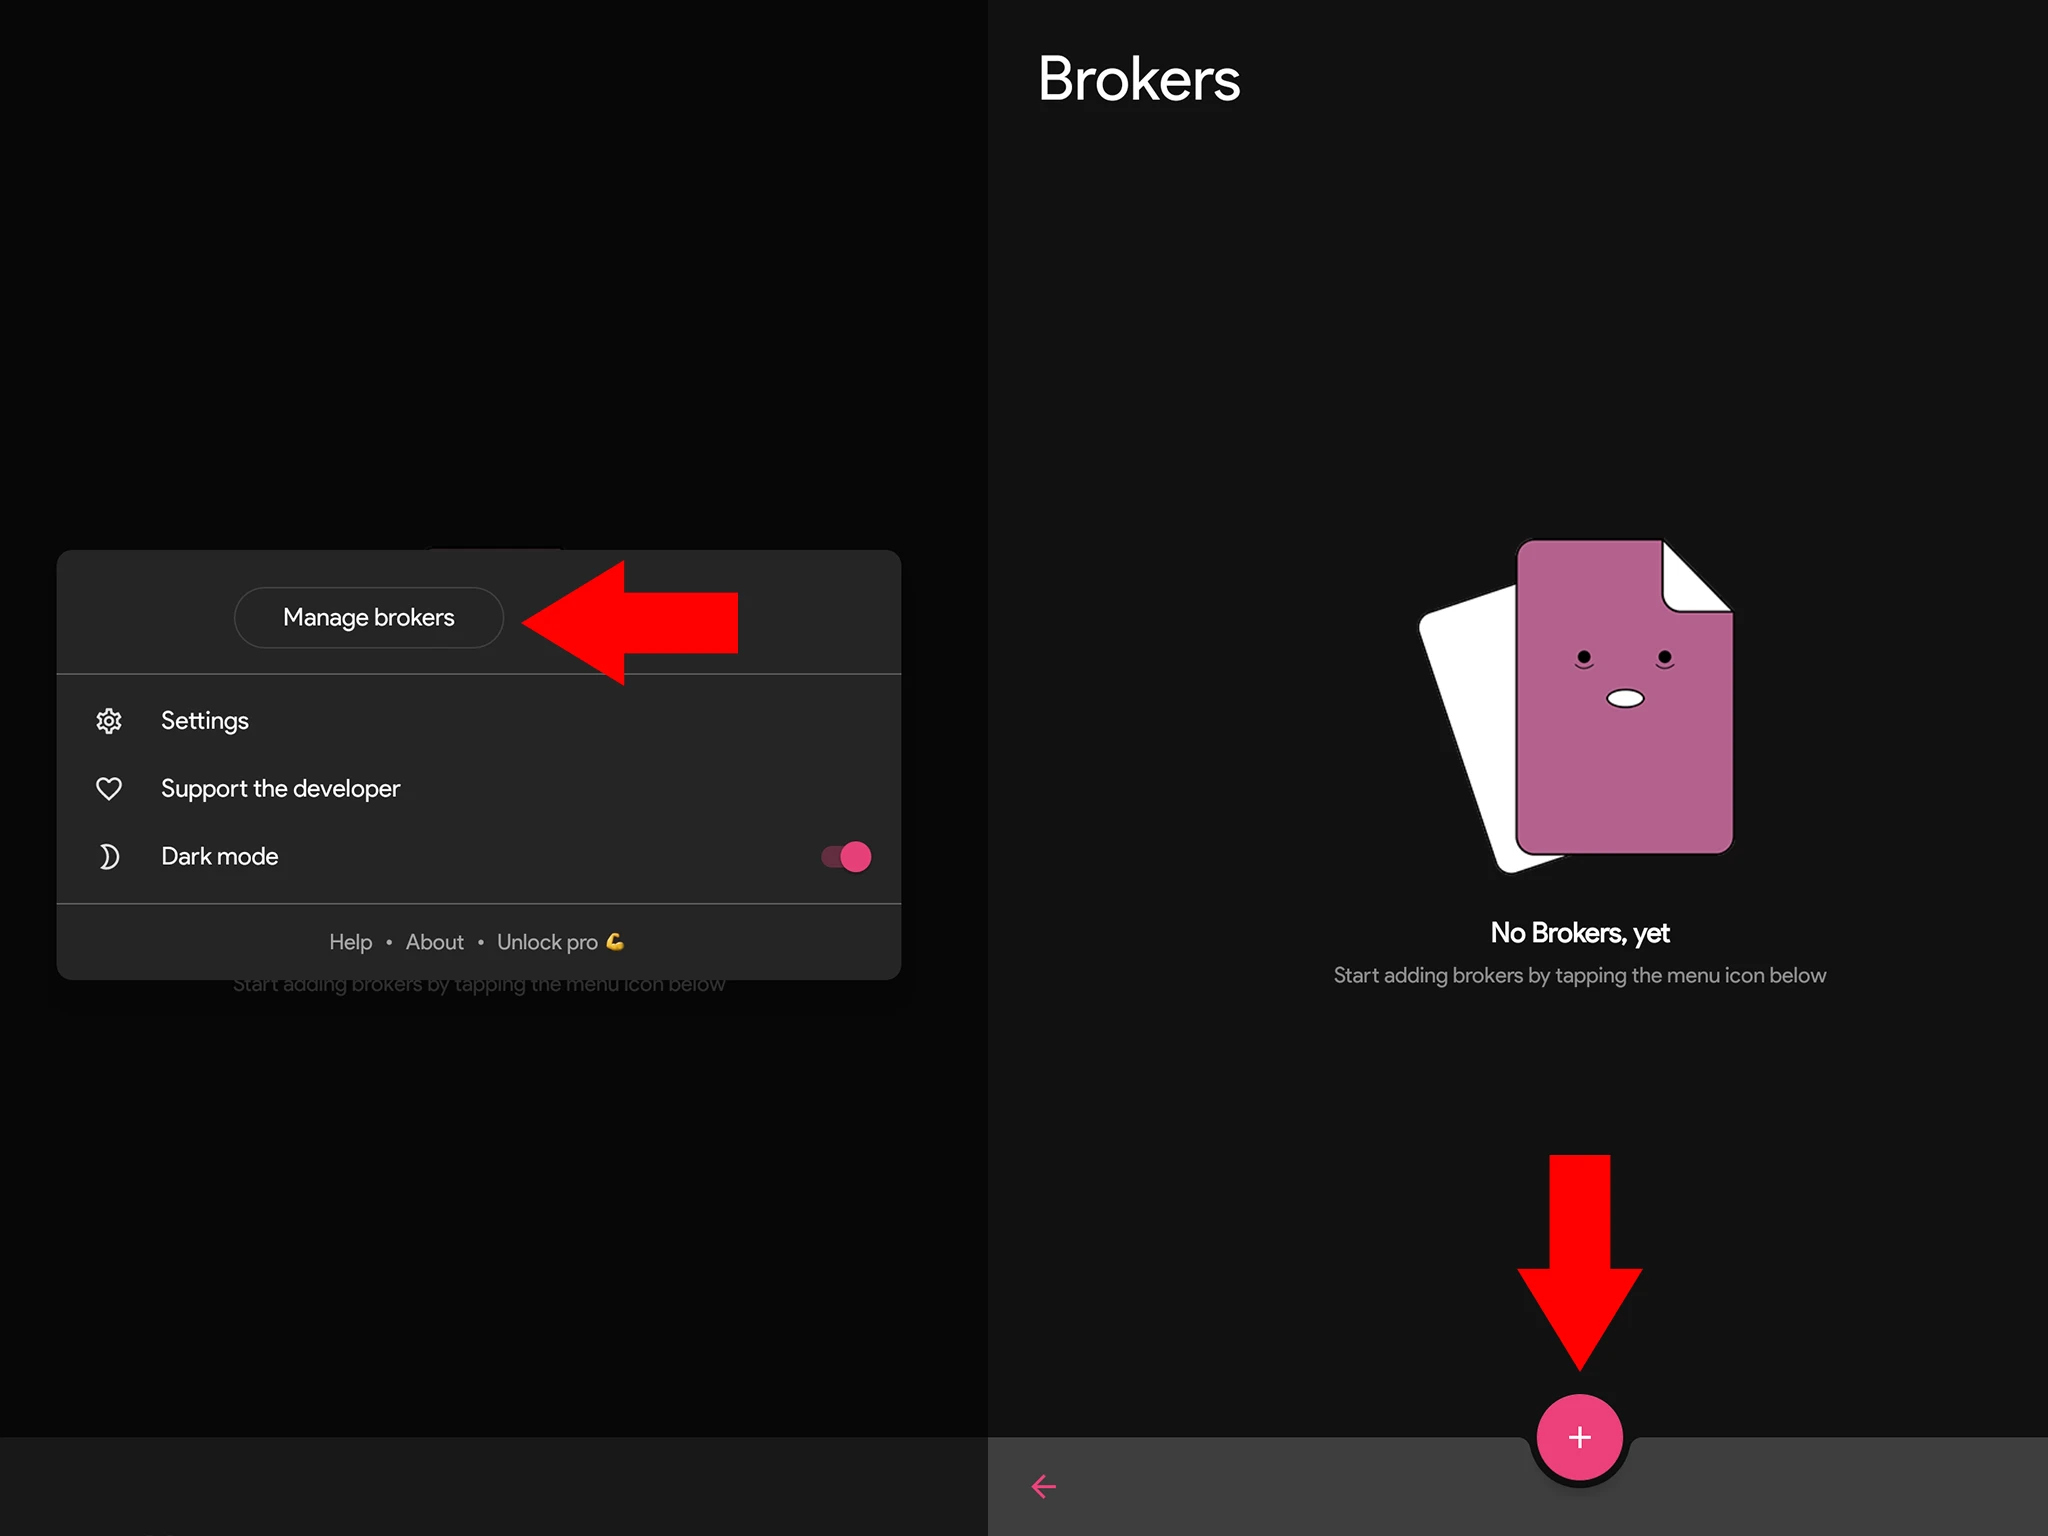 Manage brokers
Settings
Support the developer
Dark mode
Help • About • Unlock pro 💪
Start adding brokers by tapping the menu icon below
Brokers
No Brokers, yet
Start adding brokers by tapping the menu icon below